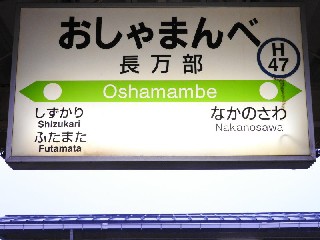 おしゃまんべ
長万部
H
47
Oshamambe
しずかり
Shizukari
ふたまた
Futamata
なかのさわ
Nakanosawa